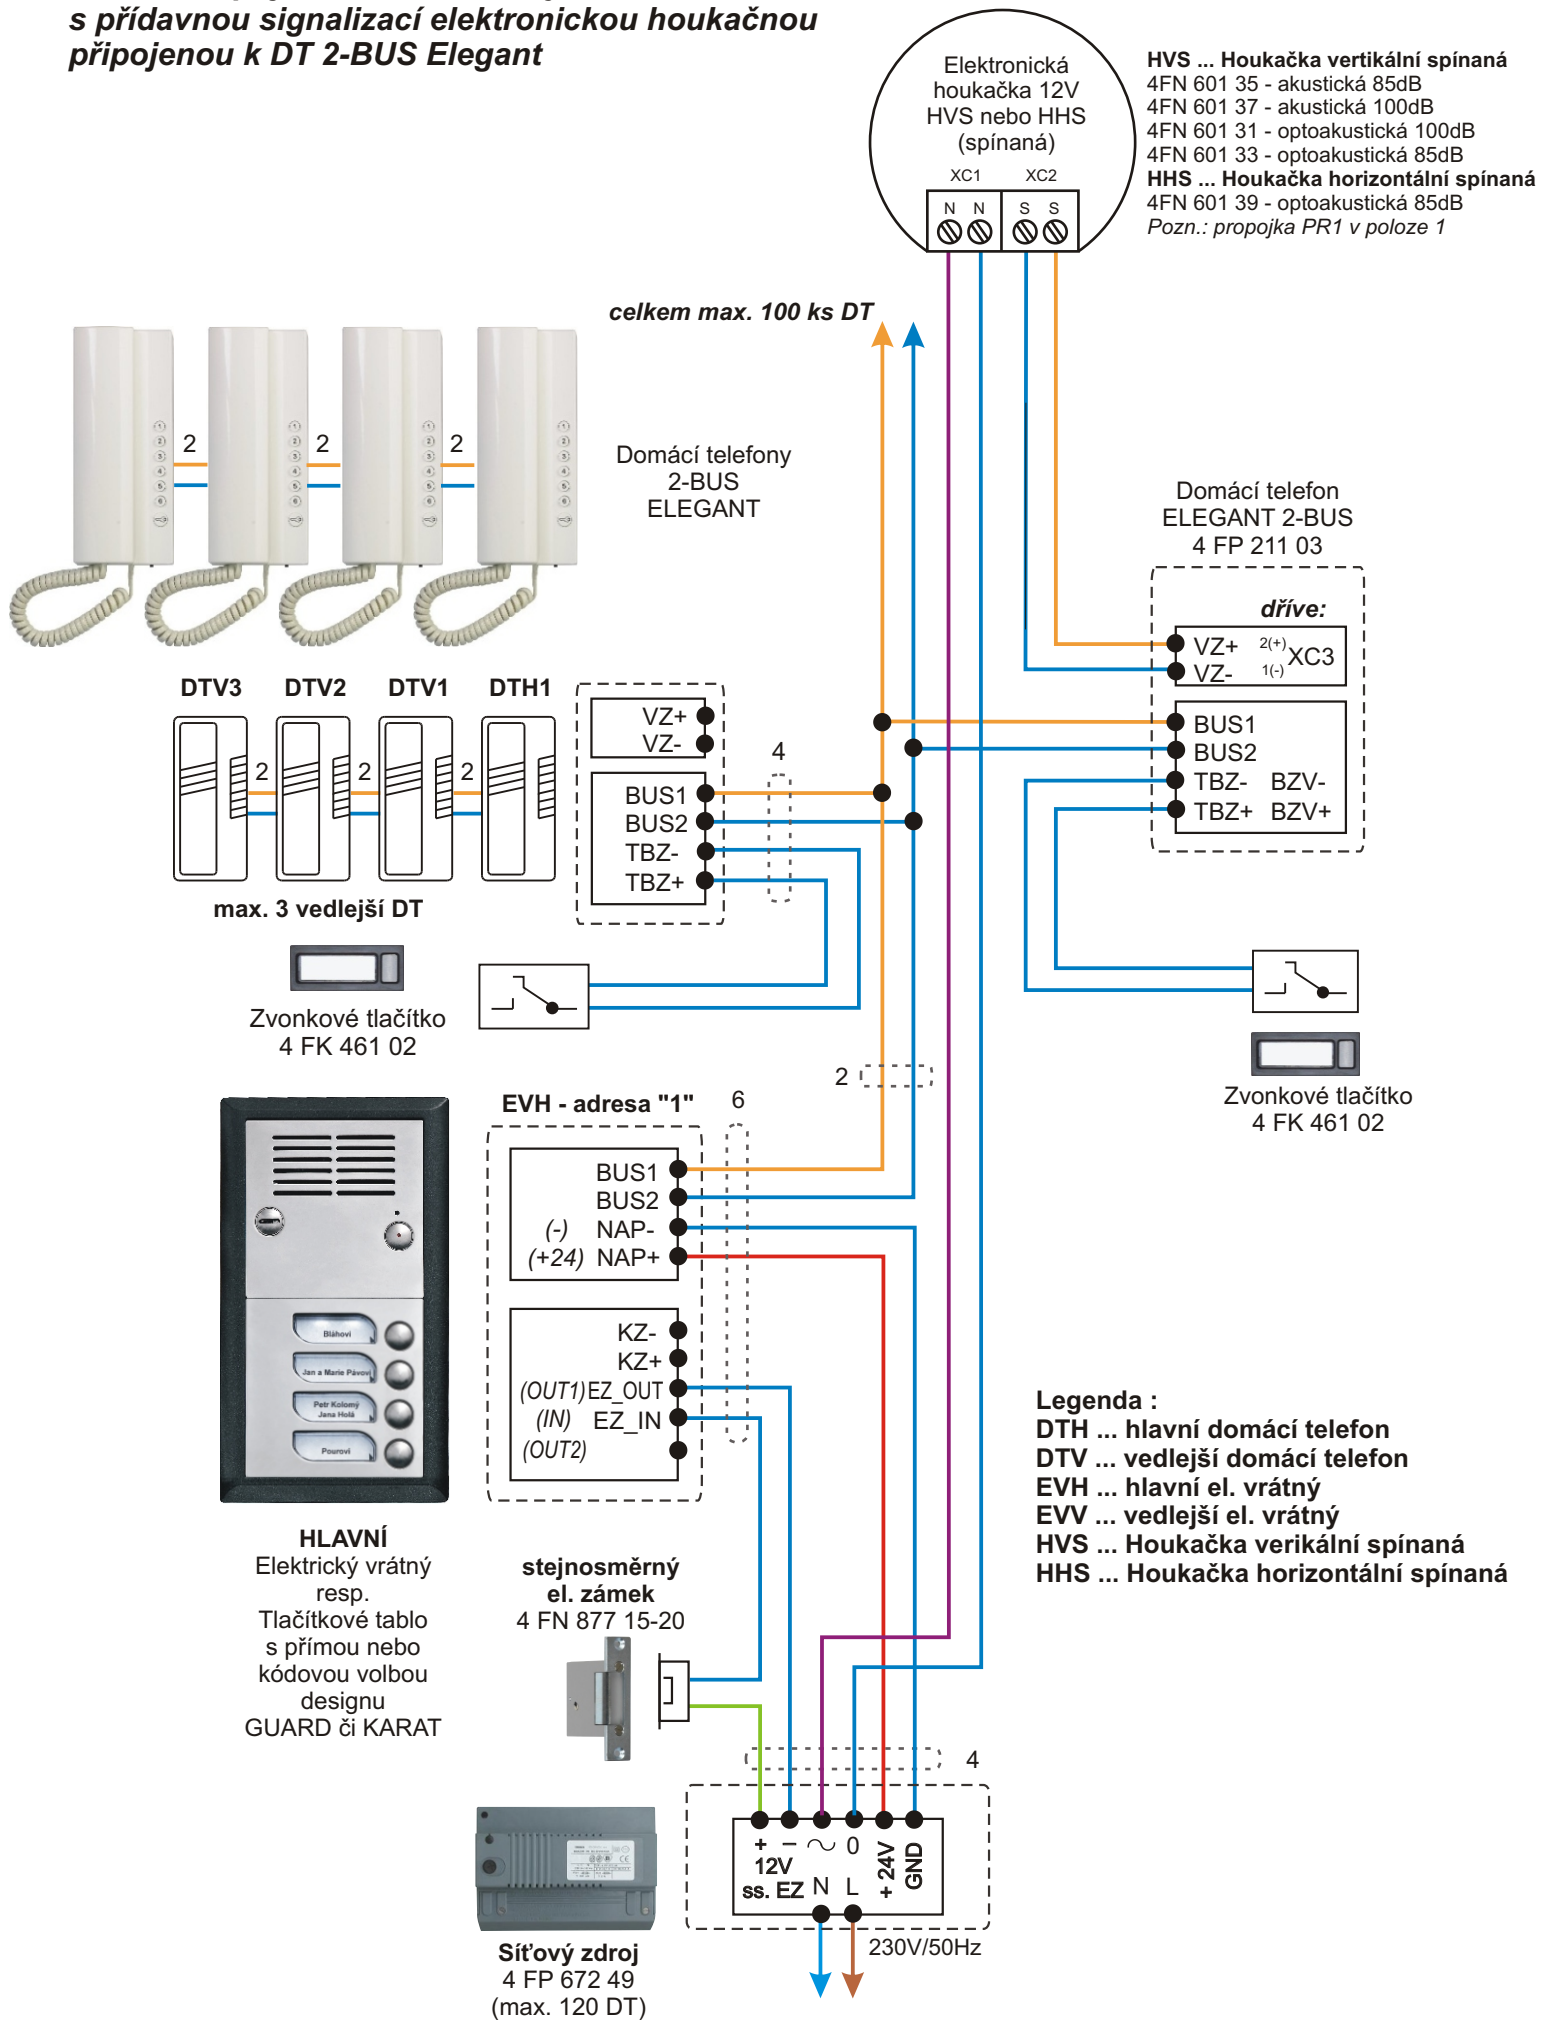 s přídavnou signalizací elektronickou houkačnou
připojenou k DT 2-BUS Elegant
Elektronická
houkačka 12V
HVS nebo HHS
(spínaná)
XC1 XC2
N N S S
HVS ... Houkačka vertikální spínaná
4FN 601 35 - akustická 85dB
4FN 601 37 - akustická 100dB
4FN 601 31 - optoakustická 100dB
4FN 601 33 - optoakustická 85dB
HHS ... Houkačka horizontální spínaná
4FN 601 39 - optoakustická 85dB
Pozn.: propojka PR1 v poloze 1
celkem max. 100 ks DT
2 2 2
Domácí telefony
2-BUS
ELEGANT
Domácí telefon
ELEGANT 2-BUS
4 FP 211 03
dříve:
VZ+ 2(+) XC3
VZ- 1(-)
BUS1
BUS2
TBZ- BZV-
TBZ+ BZV+
DTV3 DTV2 DTV1 DTH1
2 2 2
max. 3 vedlejší DT
VZ+
VZ-
4
BUS1
BUS2
TBZ-
TBZ+
Zvonkové tlačítko
4 FK 461 02
Zvonkové tlačítko
4 FK 461 02
2
EVH - adresa "1"
6
BUS1
BUS2
(-) NAP-
(+24) NAP+
KZ-
KZ+
(OUT1) EZ_OUT
(IN) EZ_IN
(OUT2)
Bláhovi
Jan a Marie Pávovi
Petr Kolomý
Jana Holá
Pourovi
HLAVNÍ
Elektrický vrátný
resp.
Tlačítkové tablo
s přímou nebo
kódovou volbou
designu
GUARD či KARAT
stejnosměrný
el. zámek
4 FN 877 15-20
Legenda :
DTH ... hlavní domácí telefon
DTV ... vedlejší domácí telefon
EVH ... hlavní el. vrátný
EVV ... vedlejší el. vrátný
HVS ... Houkačka verikální spínaná
HHS ... Houkačka horizontální spínaná
4
+ – ~ 0
12V
ss. EZ N L
+ 24V
GND
230V/50Hz
Síťový zdroj
4 FP 672 49
(max. 120 DT)